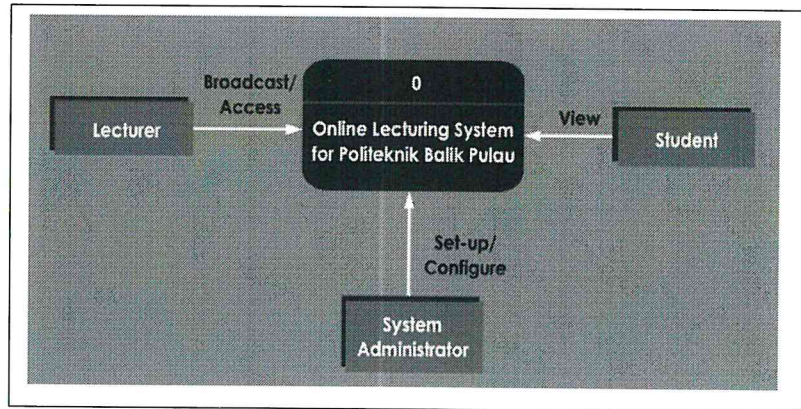 Broadcast/
Access
0
Lecturer
Online Lecturing System
for Politeknik Balik Pulau
View
Student
Set-up/
Configure
System
Administrator